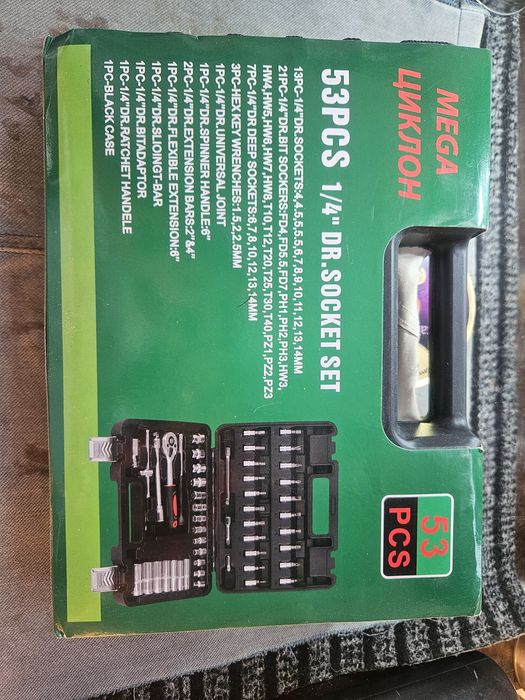 MEGA
ЦИКЛОН
53PCS 1/4" DR.SOCKET SET
13PC-1/4"DR.SOCKETS:4,4.5,5,5.5,6,7,8,9,10,11,12,13,14MM
21PC-1/4"DR.BIT SOCKERS:FD4,FD5.5,FD7,PH1,PH2,PH3,HW3,
HW4,HW5,HW6,HW7,HW8,T10,T12,T20,T25,T30,T40,PZ1,PZ2,PZ3
7PC-1/4"DR.DEEP SOCKETS:6,7,8,10,12,13,14MM
3PC-HEX.KEY WRENCHES:1.5,2,2.5MM
1PC-1/4"DR.UNIVERSAL JOINT
1PC-1/4"DR.SPINNER HANDLE:6"
2PC-1/4"DR.EXTENSION BARS:2"&4"
1PC-1/4"DR.FLEXIBLE EXTENSION:6"
1PC-1/4"DR.SLIOINGT-BAR
1PC-1/4"DR.BITADAPTOR
1PC-1/4"DR.RATCHET HANDELE
1PC-BLACK CASE
53
PCS